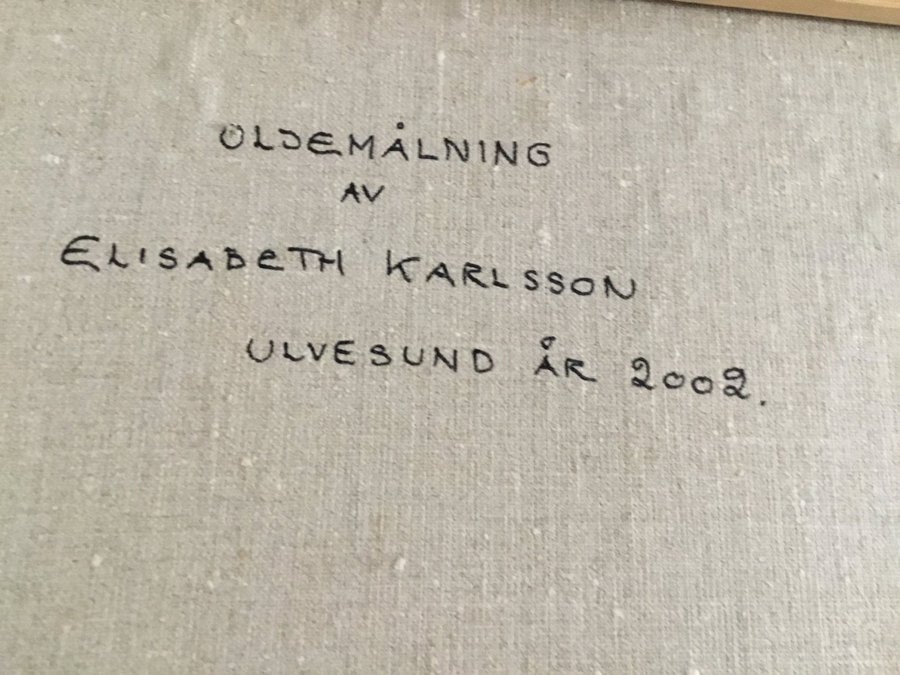 OLJEMÅLNING
AV
ELISABETH KARLSSON
ULVESUND ÅR 2002.